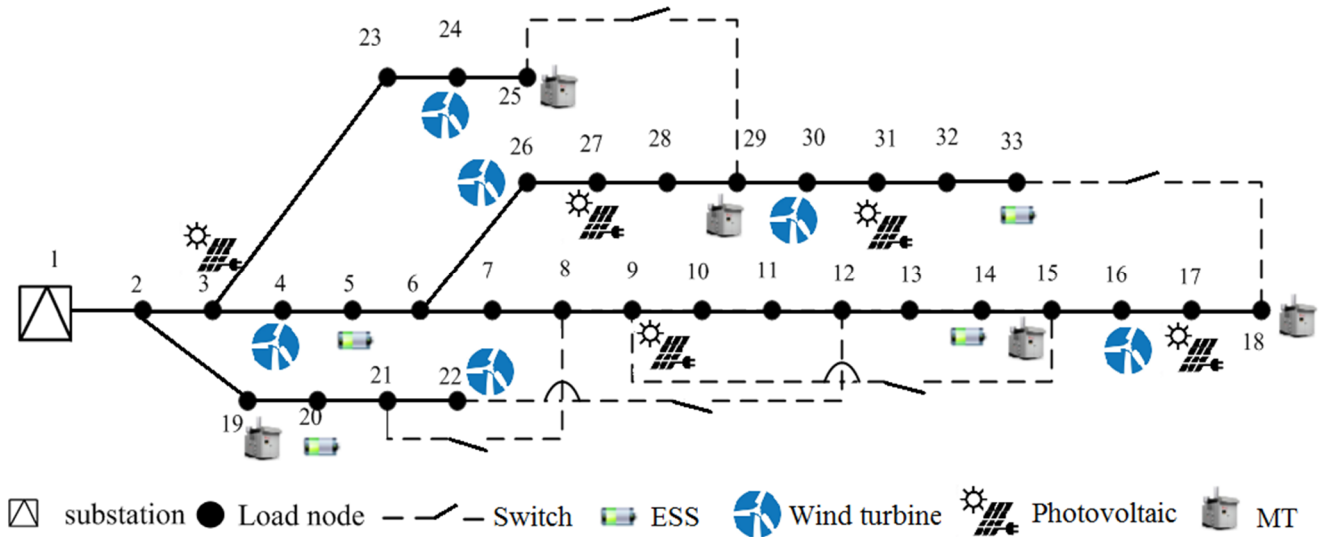 23 24
25
26 27 28 29 30 31 32 33
1 2 3 4 5 6 7 8 9 10 11 12 13 14 15 16 17
18
19 20 21 22
substation Load node Switch ESS Wind turbine Photovoltaic MT